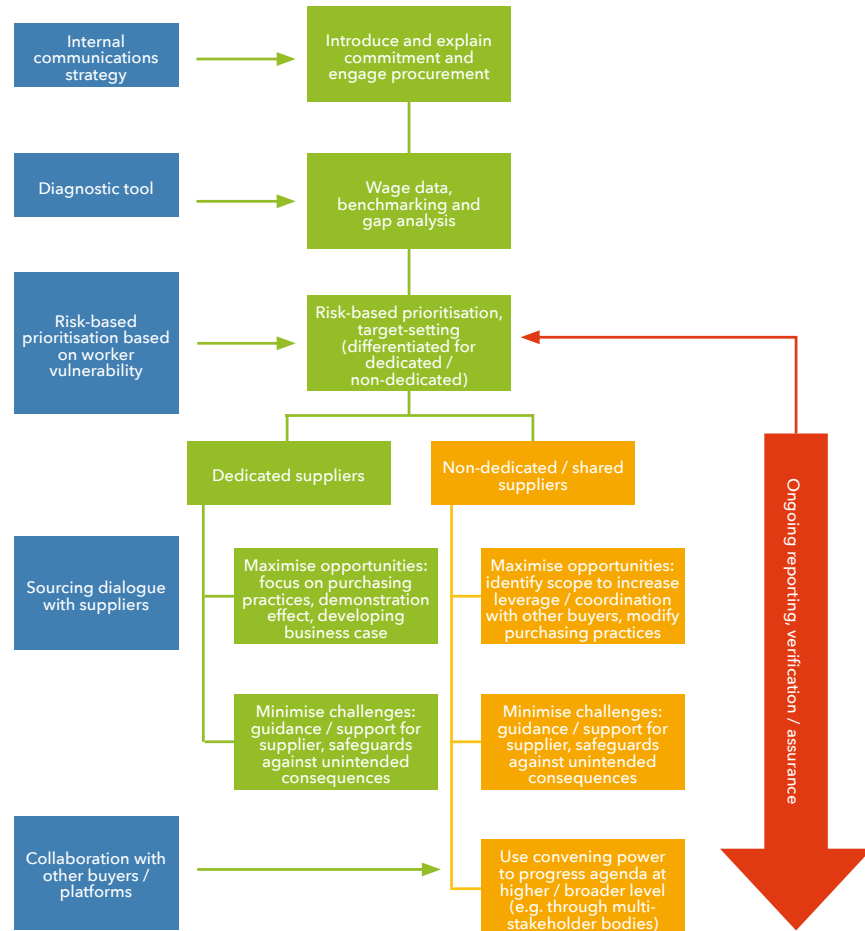 Internal
communications
strategy
Introduce and explain
commitment and
engage procurement
Diagnostic tool
Wage data,
benchmarking and
gap analysis
Risk-based
prioritisation based
on worker
vulnerability
Risk-based prioritisation,
target-setting
(differentiated for
dedicated /
non-dedicated)
Dedicated suppliers
Non-dedicated / shared
suppliers
Sourcing dialogue
with suppliers
Maximise opportunities:
focus on purchasing
practices, demonstration
effect, developing
business case
Maximise opportunities:
identify scope to increase
leverage / coordination
with other buyers, modify
purchasing practices
Minimise challenges:
guidance / support for
supplier, safeguards
against unintended
consequences
Minimise challenges:
guidance / support for
supplier, safeguards
against unintended
consequences
Collaboration with
other buyers /
platforms
Use convening power
to progress agenda at
higher / broader level
(e.g. through multi-
stakeholder bodies)
Ongoing reporting, verification / assurance